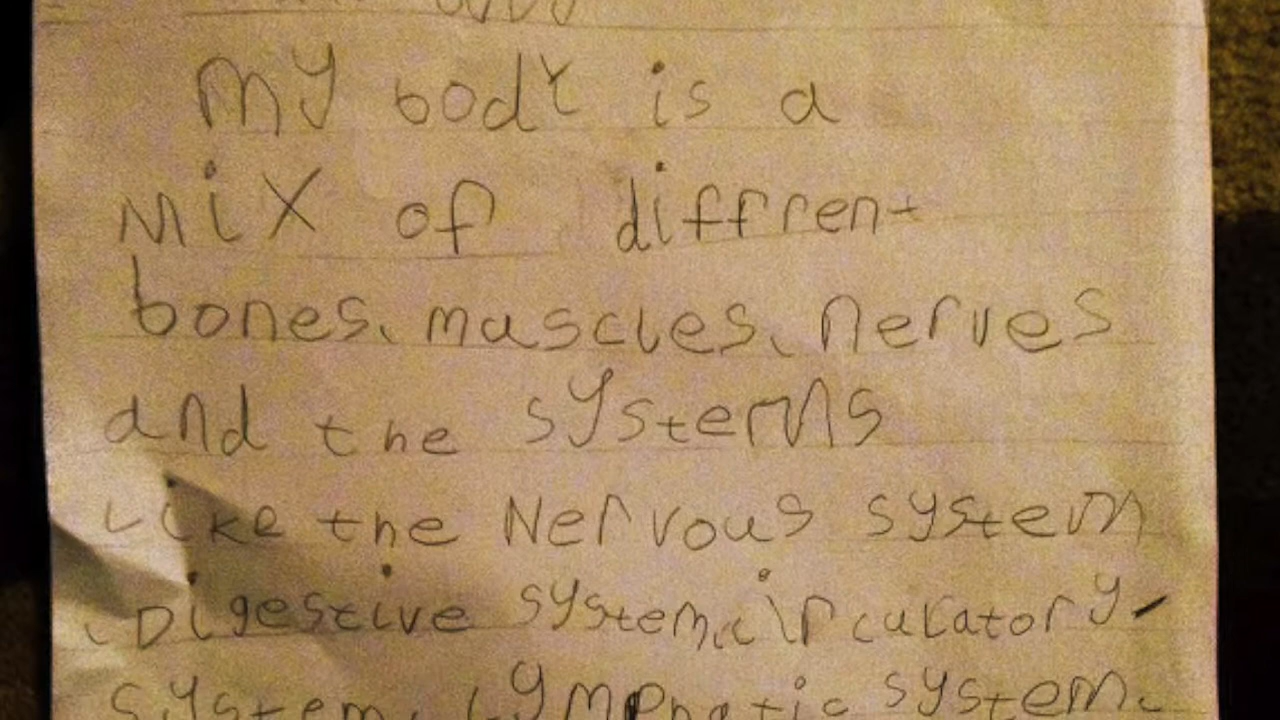 My body is a
Mix of diffrent
bones, muscles, nerves
and the systems
Like the Nervous system
, Digestive system, circulatory
system, Lymphatic system,